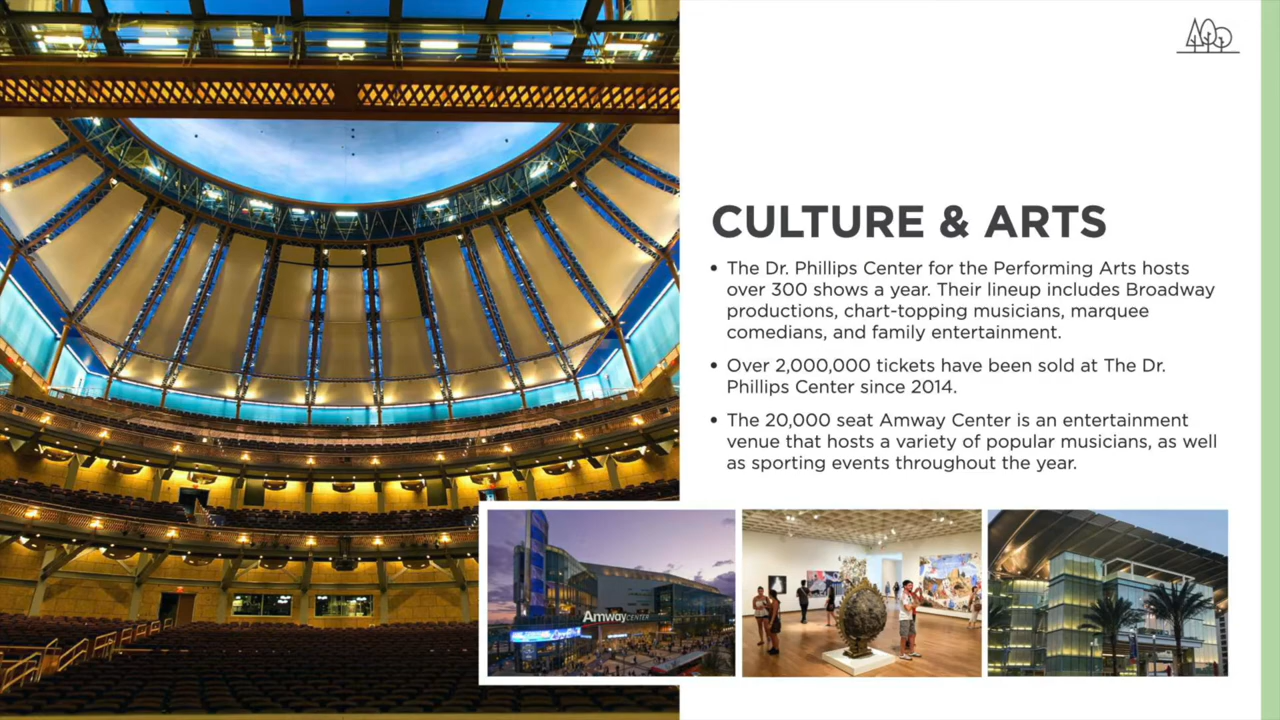 CULTURE & ARTS
• The Dr. Phillips Center for the Performing Arts hosts
over 300 shows a year. Their lineup includes Broadway
productions, chart-topping musicians, marquee
comedians, and family entertainment.
• Over 2,000,000 tickets have been sold at The Dr.
Phillips Center since 2014.
• The 20,000 seat Amway Center is an entertainment
venue that hosts a variety of popular musicians, as well
as sporting events throughout the year.
Amway CENTER